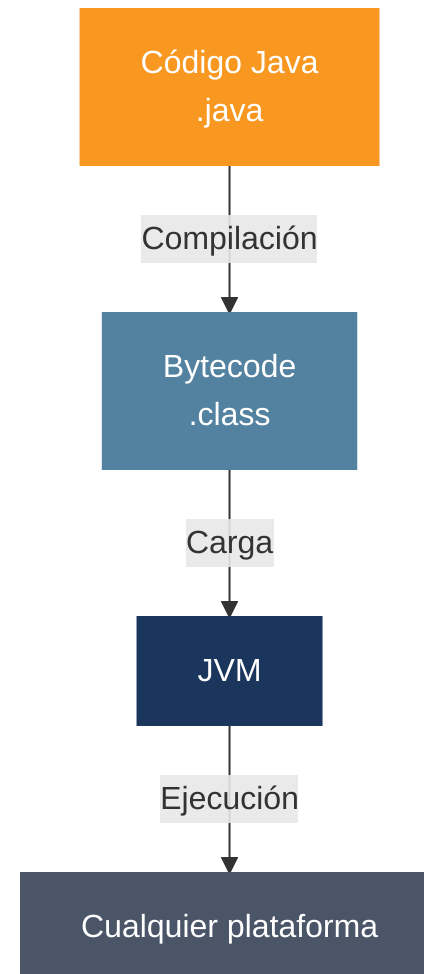 Código Java
.java
Compilación
Bytecode
.class
Carga
JVM
Ejecución
Cualquier plataforma